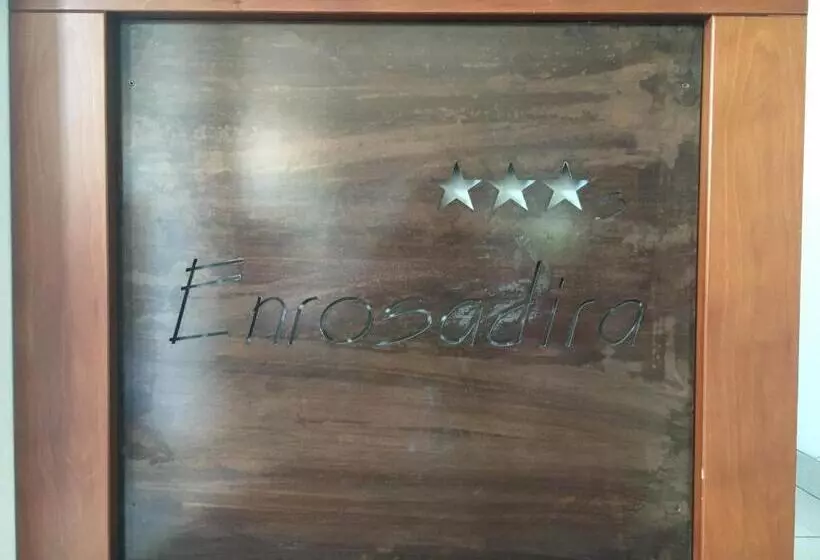 ★★★ s
Enrosadira